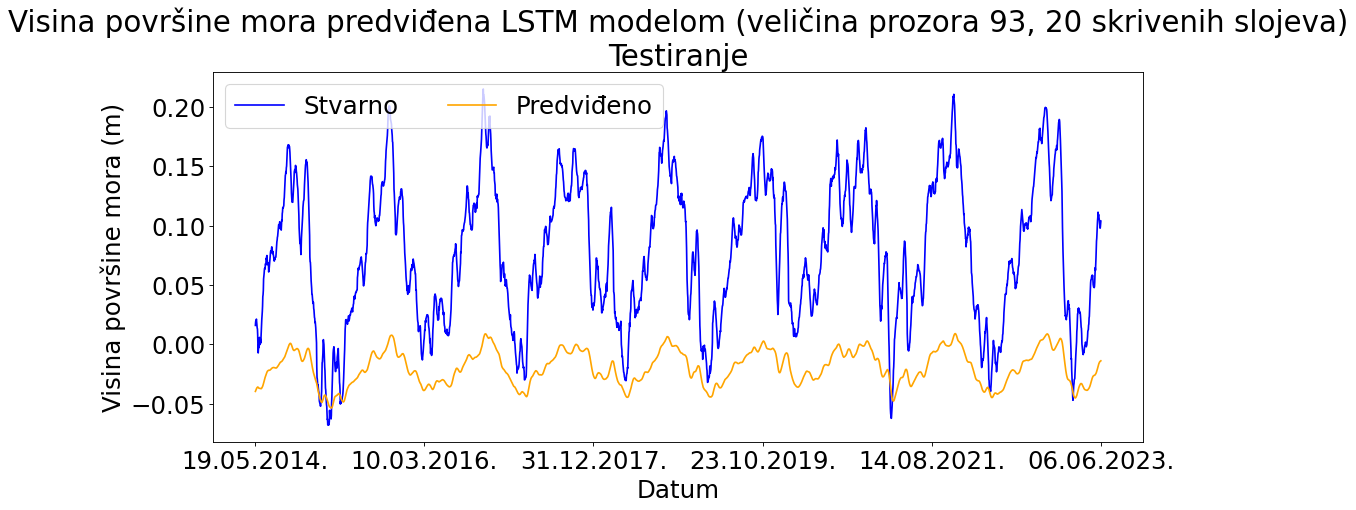 Visina površine mora predviđena LSTM modelom (veličina prozora 93, 20 skrivenih slojeva)
Testiranje
Stvarno Predviđeno
Visina površine mora (m)
0.20
0.15
0.10
0.05
0.00
−0.05
19.05.2014. 10.03.2016. 31.12.2017. 23.10.2019. 14.08.2021. 06.06.2023.
Datum